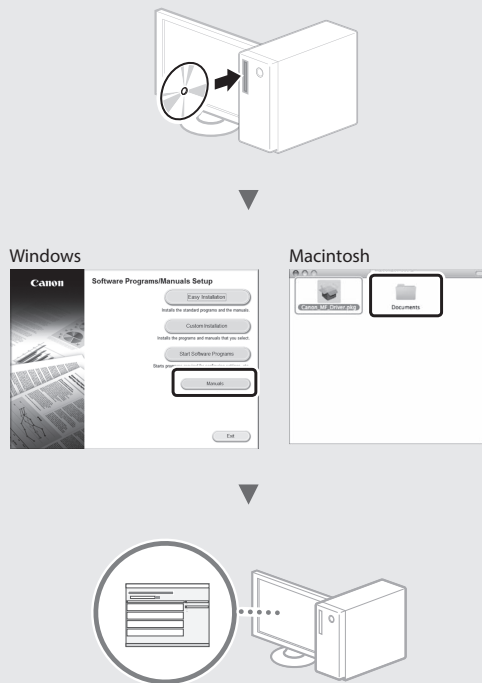 Windows
Macintosh
Canon
Software Programs/Manuals Setup
Easy Installation
Installs the standard programs and the manuals.
Custom Installation
Installs the programs and manuals that you select.
Start Software Programs
Starts
Manuals
Exit
Canon_MF_Driver.pkg
Documents